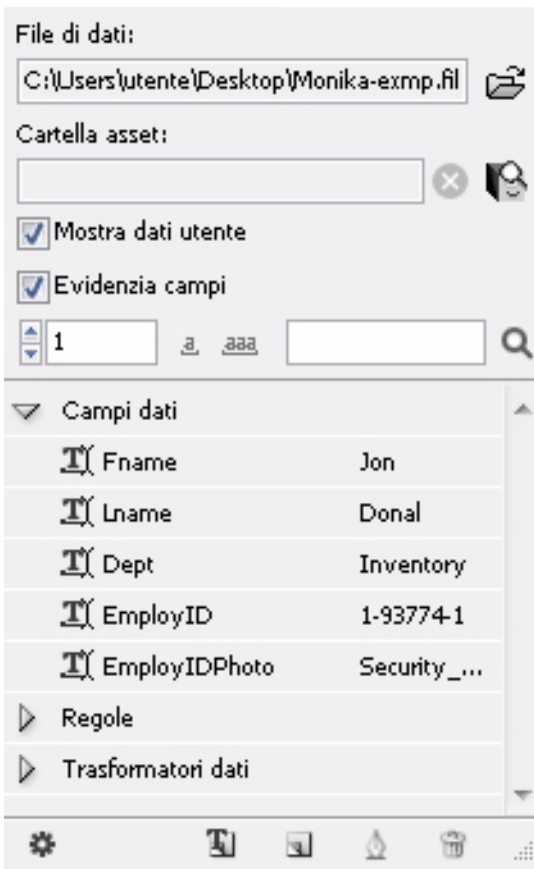 File di dati:
C:\Users\utente\Desktop\Monika-exmp.fil
Cartella asset:
Mostra dati utente
Evidenzia campi
1 a aaa
Campi dati
Fname Jon
Lname Donal
Dept Inventory
EmployID 1-93774-1
EmployIDPhoto Security_...
Regole
Trasformatori dati